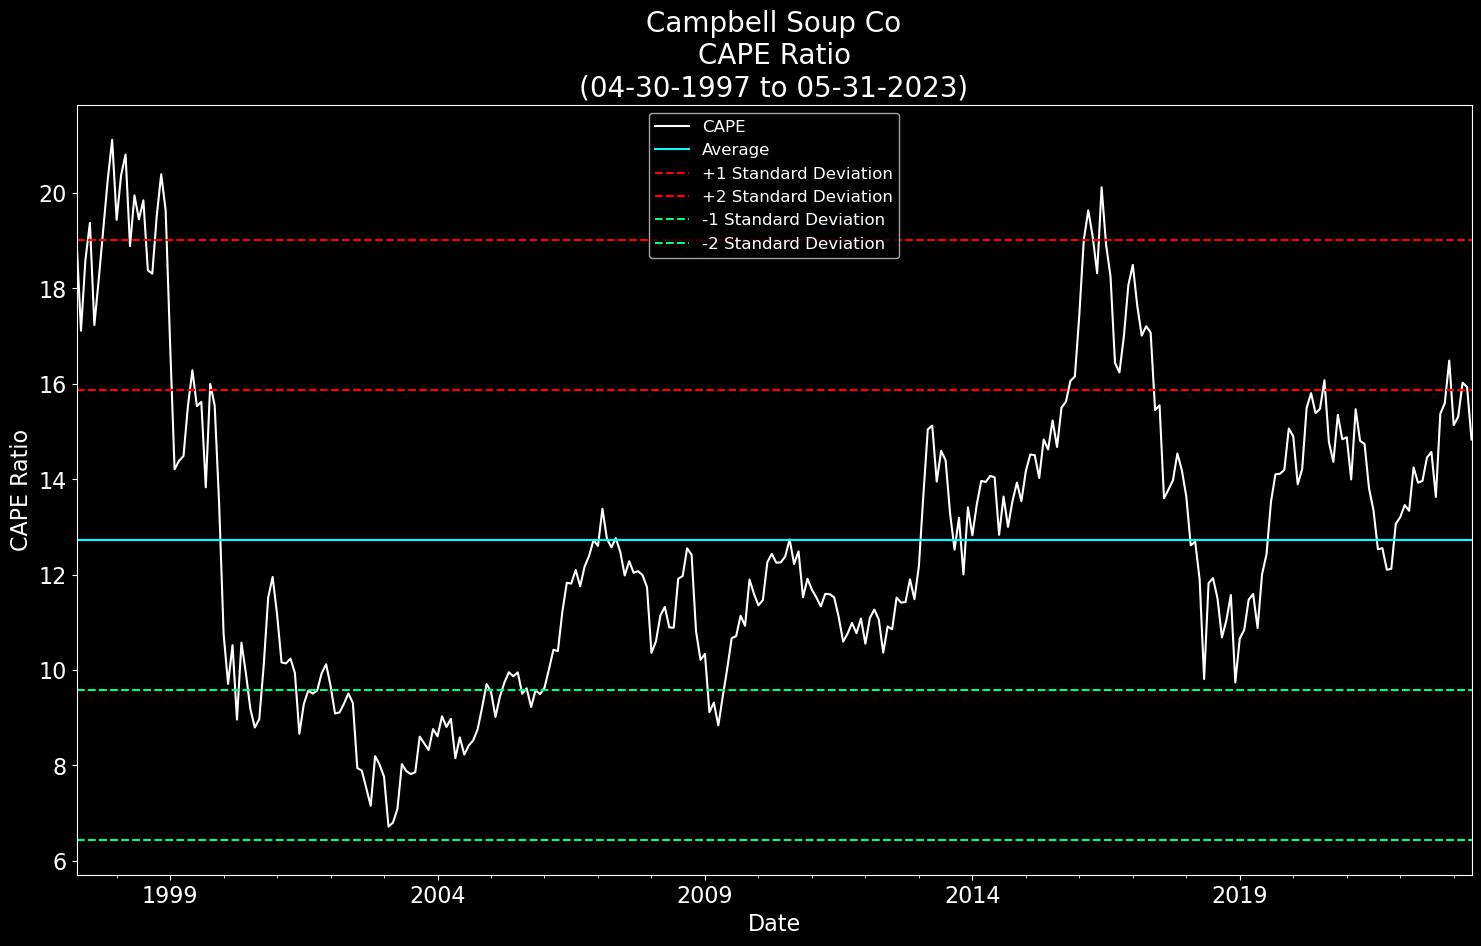 Campbell Soup Co
CAPE Ratio
(04-30-1997 to 05-31-2023)
CAPE
Average
+1 Standard Deviation
+2 Standard Deviation
-1 Standard Deviation
-2 Standard Deviation
CAPE Ratio
20
18
16
14
12
10
8
6
1999
2004
2009
2014
2019
Date